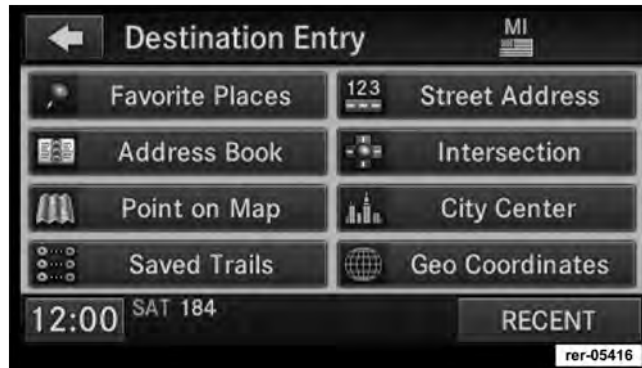 Destination Entry
MI
Favorite Places
123
Street Address
Address Book
Intersection
Point on Map
City Center
Saved Trails
Geo Coordinates
12:00
SAT 184
RECENT
rer-05416